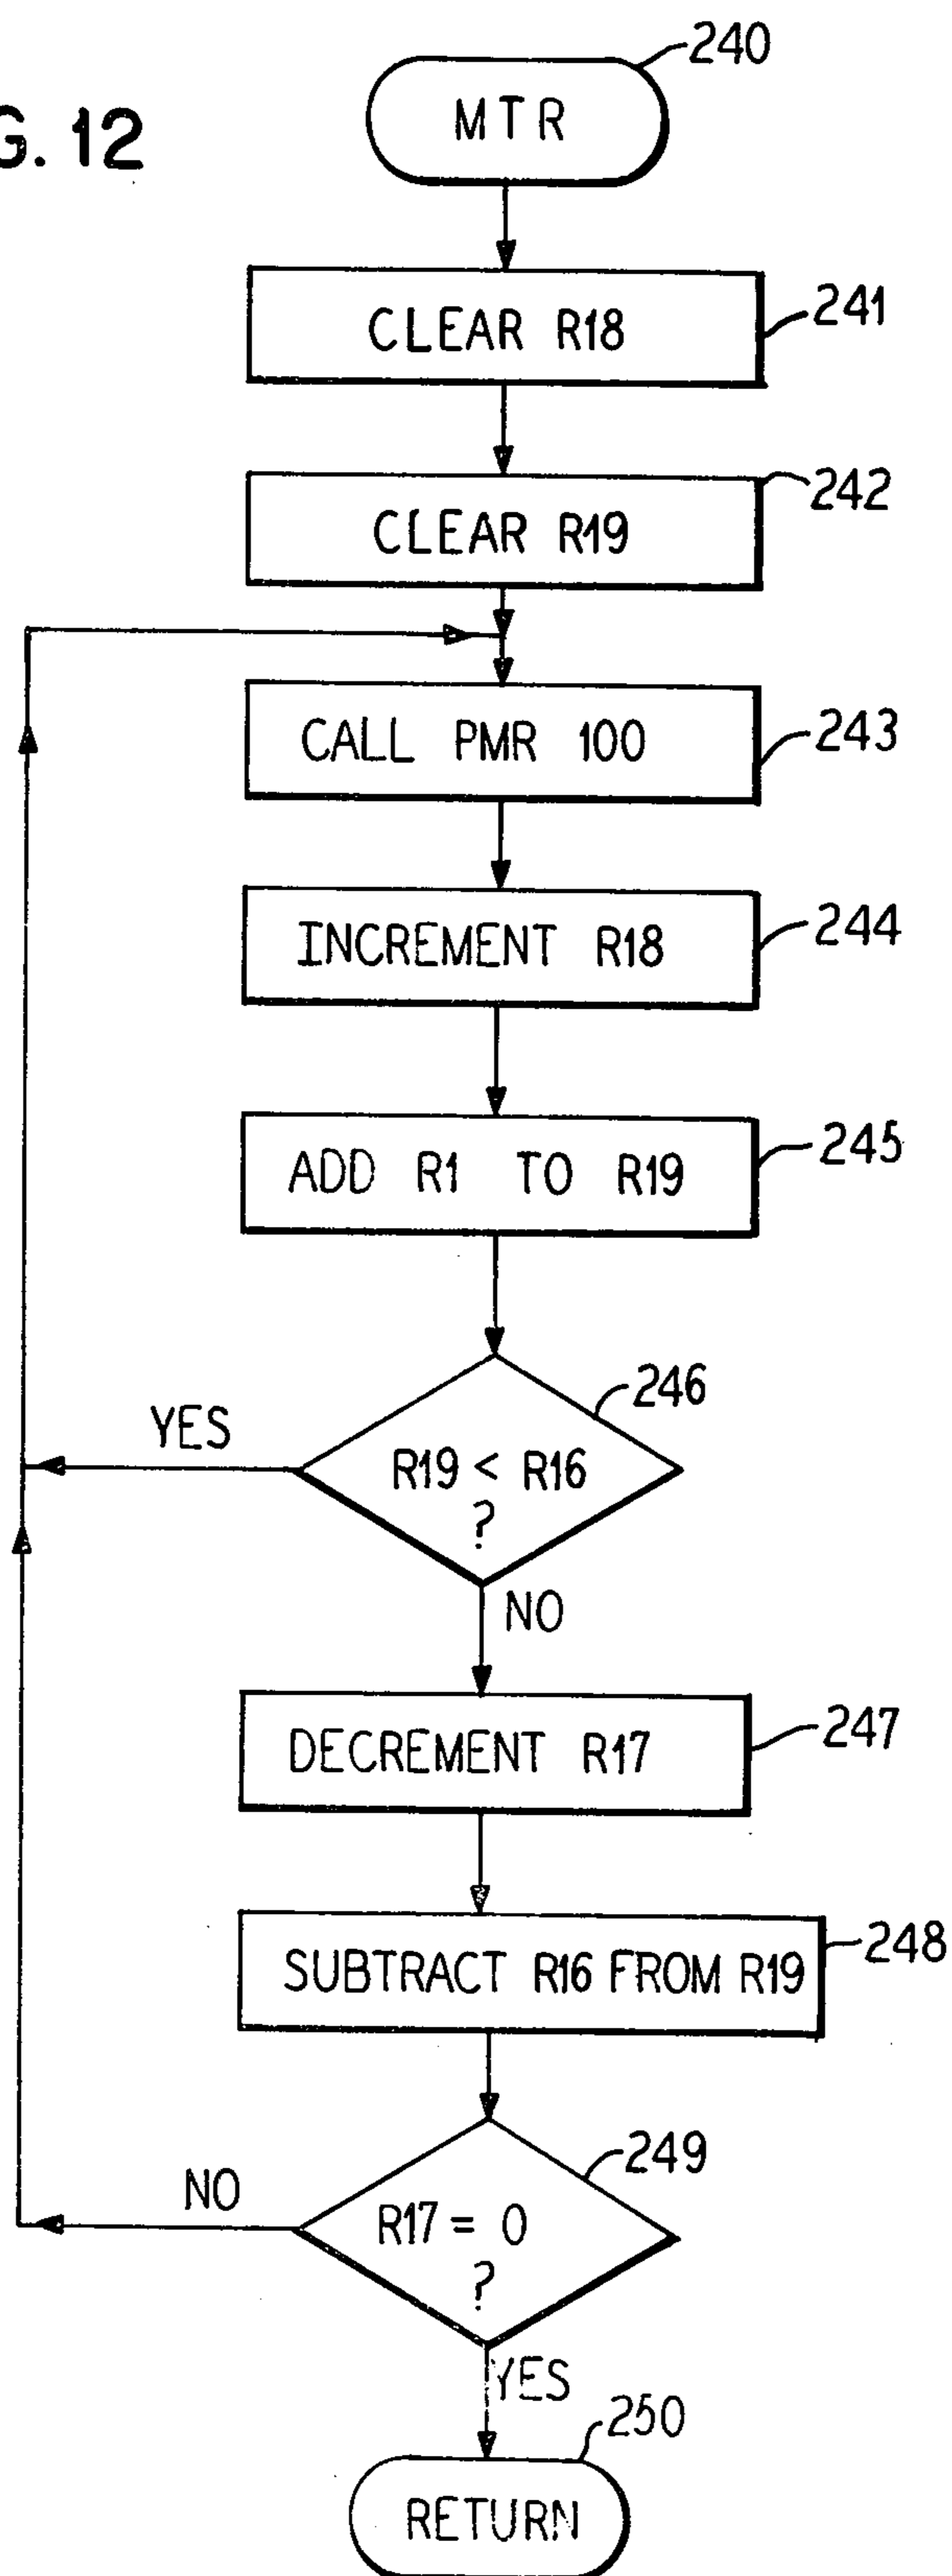 G. 12
240
MTR
CLEAR R18
241
CLEAR R19
242
CALL PMR 100
243
INCREMENT R18
244
ADD R1 TO R19
245
246
YES
R19 < R16
?
NO
DECREMENT R17
247
SUBTRACT R16 FROM R19
248
249
NO
R17 = 0
?
YES
250
RETURN